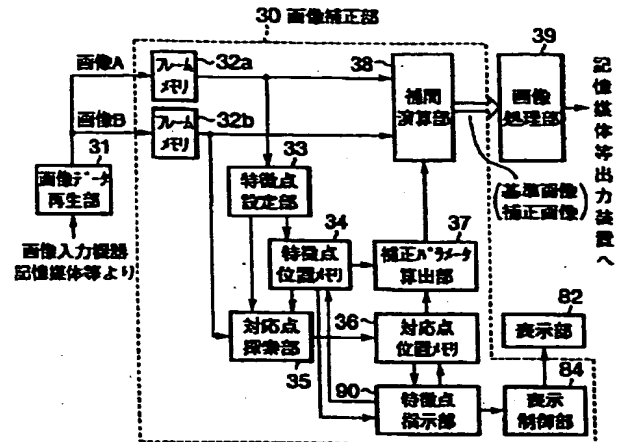 30 画像補正部
39
画像A
フレーム
メモリ
32a
38
補間
演算部
画像
処理部
記憶媒体等出力装置へ
画像B
フレーム
メモリ
32b
31
画像データ
再生部
33
特徴点
設定部
(基準画像
補正画像)
画像入力機器
記憶媒体等より
34
特徴点
位置メモリ
37
補正パラメータ
算出部
82
表示部
対応点
探索部
35
36
対応点
位置メモリ
90
特徴点
指示部
84
表示
制御部